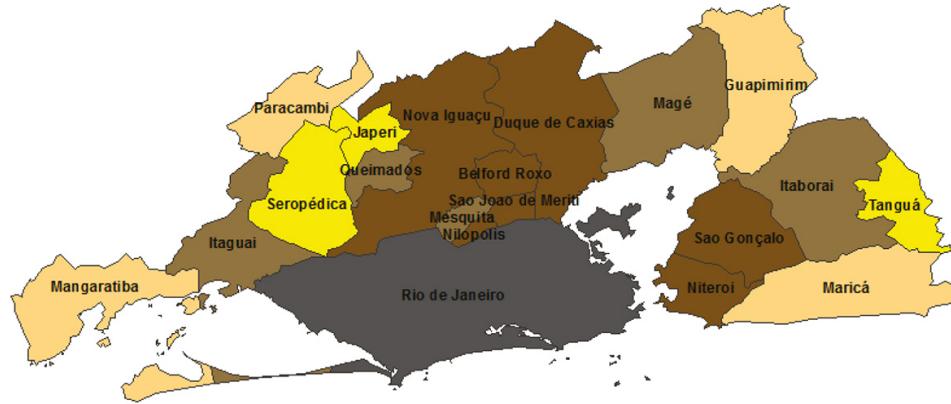 Guapimirim
Paracambi
Magé
Nova Iguaçu
Duque de Caxias
Japeri
Queimados
Belford Roxo
Itaborai
Seropédica
Sao Joao de Meriti
Tanguá
Mesquita
Nilopolis
Itaguai
Sao Gonçalo
Mangaratiba
Rio de Janeiro
Niteroi
Maricá